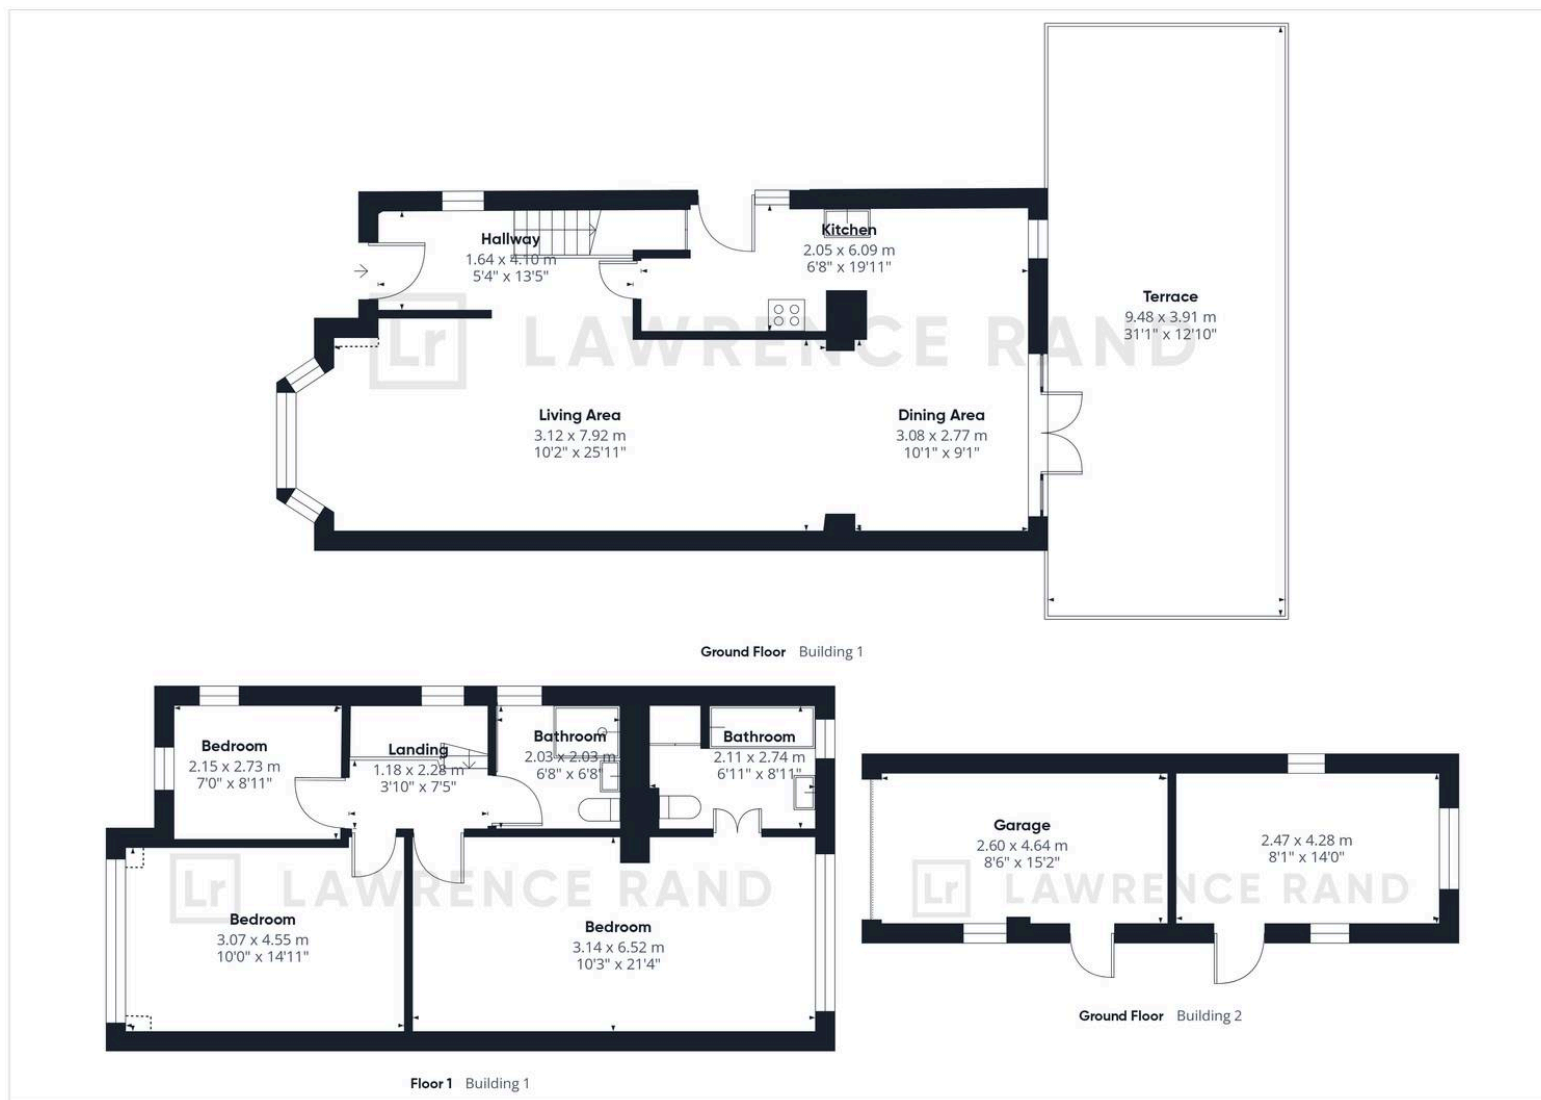 Hallway
1.64 x 4.10 m
5'4" x 13'5"
Kitchen
2.05 x 6.09 m
6'8" x 19'11"
Terrace
9.48 x 3.91 m
31'1" x 12'10"
Lr LAWRENCE RAND
Living Area
3.12 x 7.92 m
10'2" x 25'11"
Dining Area
3.08 x 2.77 m
10'1" x 9'1"
Ground Floor Building 1
Bedroom
2.15 x 2.73 m
7'0" x 8'11"
Landing
1.18 x 2.28 m
3'10" x 7'5"
Bathroom
2.03 x 2.03 m
6'8" x 6'8"
Bathroom
2.11 x 2.74 m
6'11" x 8'11"
Lr LAWRENCE RAND
Bedroom
3.07 x 4.55 m
10'0" x 14'11"
Bedroom
3.14 x 6.52 m
10'3" x 21'4"
Floor 1 Building 1
Garage
2.60 x 4.64 m
8'6" x 15'2"
2.47 x 4.28 m
8'1" x 14'0"
Lr LAWRENCE RAND
Ground Floor Building 2